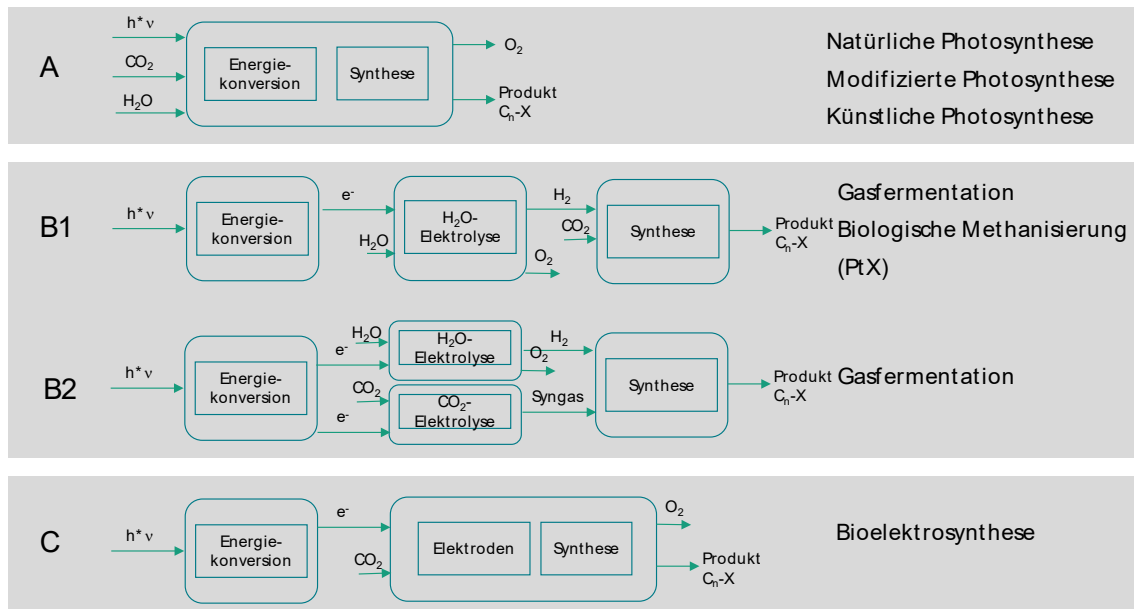 A
h* ν
CO₂
H₂O
Energie-
konversion
Synthese
O₂
Produkt
Cₙ-X
Natürliche Photosynthese
Modifizierte Photosynthese
Künstliche Photosynthese
B1
h* ν
Energie-
konversion
e⁻
H₂O
H₂O-
Elektrolyse
H₂
CO₂
O₂
Synthese
Produkt
Cₙ-X
Gasfermentation
Biologische Methanisierung
(PtX)
B2
h* ν
Energie-
konversion
e⁻
H₂O
H₂O-
Elektrolyse
H₂
O₂
e⁻
CO₂
CO₂-
Elektrolyse
Syngas
Synthese
Produkt
Cₙ-X
Gasfermentation
C
h* ν
Energie-
konversion
e⁻
CO₂
Elektroden
Synthese
O₂
Produkt
Cₙ-X
Bioelektrosynthese